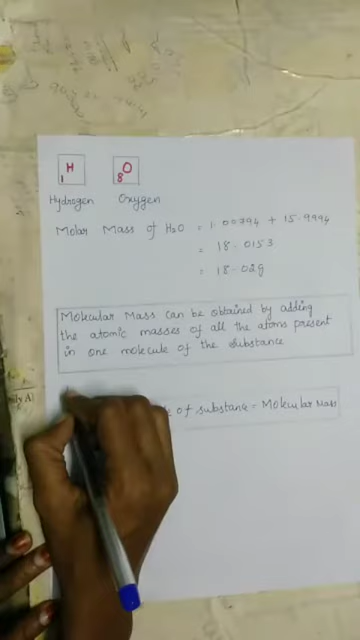 H
1
O
8
Hydrogen Oxygen
Molar Mass of H₂O = 1.00794 + 15.9994
= 18.0153
= 18.02g
Molecular Mass can be obtained by adding
the atomic masses of all the atoms present
in one molecule of the substance
of substance = Molecular Mass